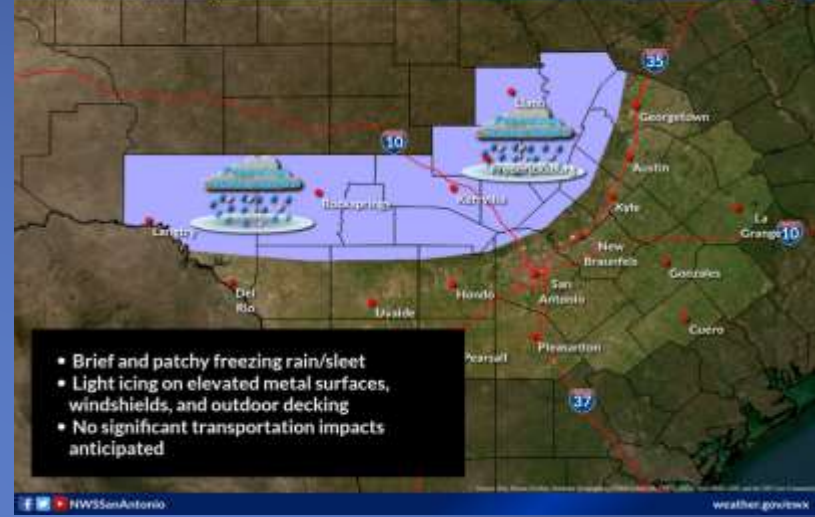 35
Llano
Georgetown
10
Austin
Rocksprings
Kerrville
Kyte
La
Grange
10
Langtry
New
Braunfels
Gonzales
Del
Rio
Hondo
San
Antonio
Uvalde
Cuero
Pearsall
Pleasanton
• Brief and patchy freezing rain/sleet
• Light icing on elevated metal surfaces,
windshields, and outdoor decking
• No significant transportation impacts
anticipated
37
NWSSanAntonio
weather.gov/ewx